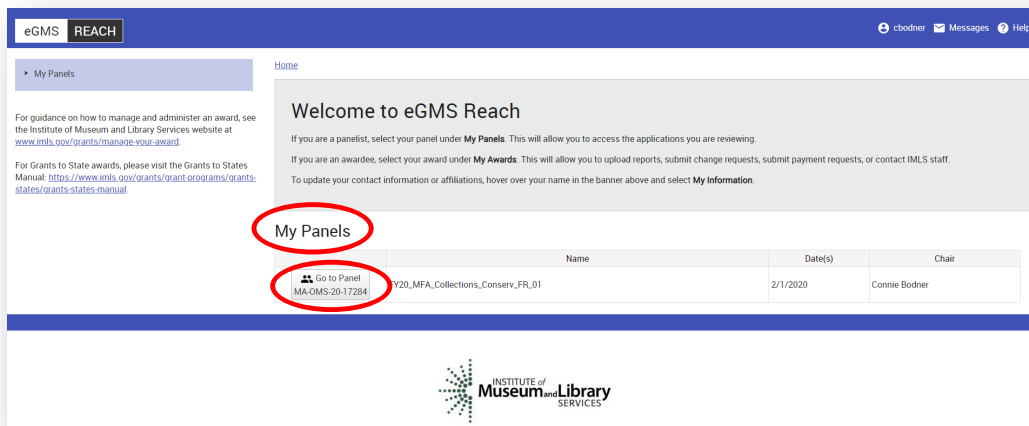 eGMS REACH
cbodner Messages Help
My Panels
For guidance on how to manage and administer an award, see
the Institute of Museum and Library Services website at
www.imls.gov/grants/manage-your-award.
For Grants to State awards, please visit the Grants to States
Manual: https://www.imls.gov/grants/grant-programs/grants-
states/grants-states-manual.
Home
Welcome to eGMS Reach
If you are a panelist, select your panel under My Panels. This will allow you to access the applications you are reviewing.
If you are an awardee, select your award under My Awards. This will allow you to upload reports, submit change requests, submit payment requests, or contact IMLS staff.
To update your contact information or affiliations, hover over your name in the banner above and select My Information.
My Panels
Name Date(s) Chair
Go to Panel
MA-OMS-20-17284
FY20_MFA_Collections_Conserv_FR_01 2/1/2020 Connie Bodner
INSTITUTE of
Museum and Library
SERVICES